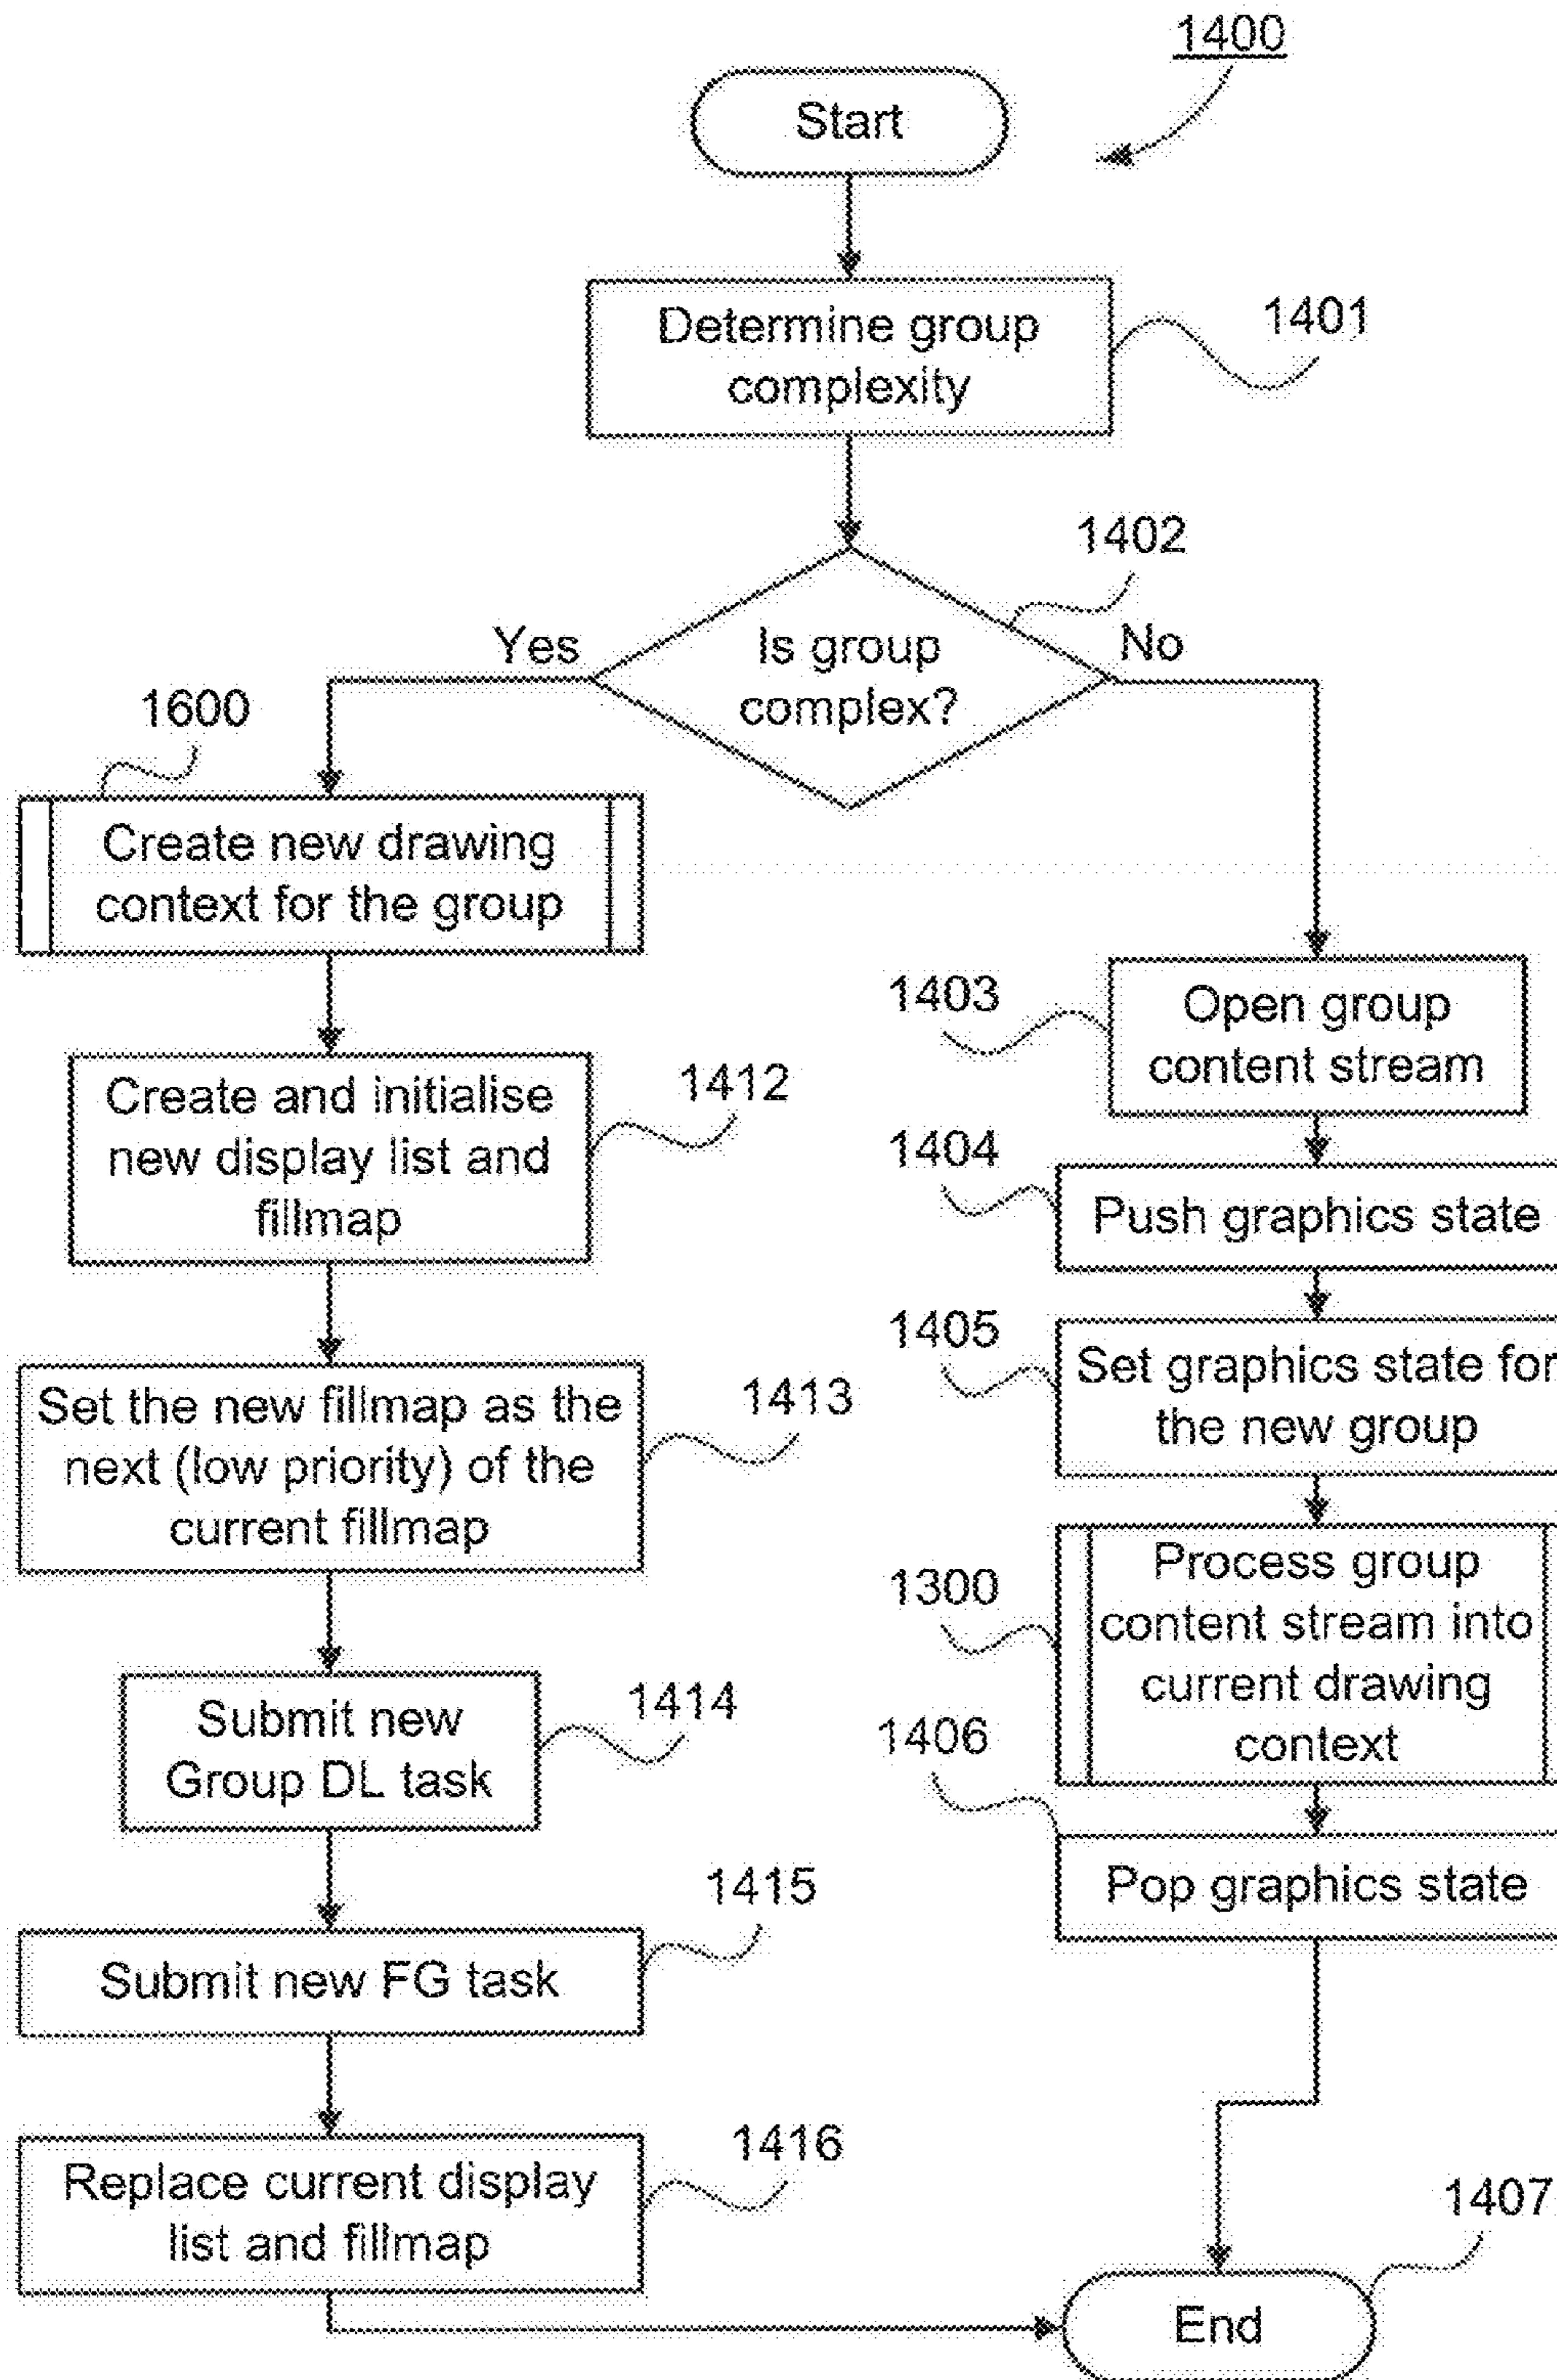 1400
Start
Determine group
complexity
1401
1402
Is group
complex?
Yes
No
1600
Create new drawing
context for the group
Create and initialise
new display list and
fillmap
1412
Set the new fillmap as the
next (low priority) of the
current fillmap
1413
Submit new
Group DL task
1414
Submit new FG task
1415
Replace current display
list and fillmap
1416
1403
Open group
content stream
1404
Push graphics state
1405
Set graphics state for
the new group
1300
Process group
content stream into
current drawing
context
1406
Pop graphics state
1407
End